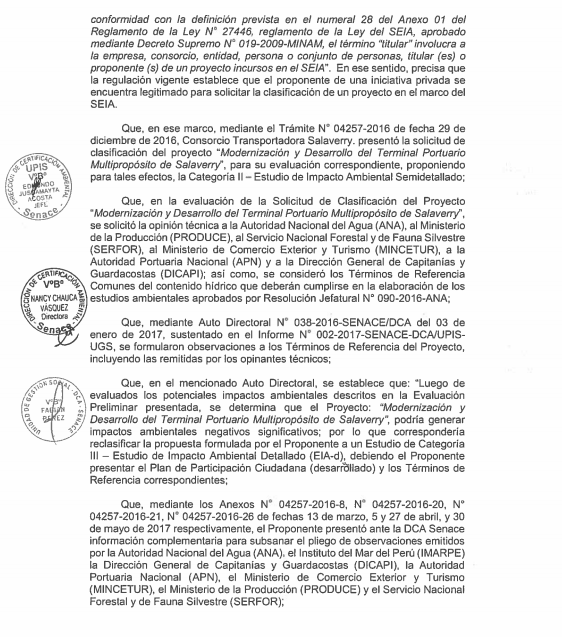 conformidad con la definición prevista en el numeral 28 del Anexo 01 del
Reglamento de la Ley N° 27446, reglamento de la Ley del SEIA, aprobado
mediante Decreto Supremo N° 019-2009-MINAM, el término "titular" involucra a
la empresa, consorcio, entidad, persona o conjunto de personas, titular (es) o
proponente (s) de un proyecto incursos en el SEIA". En ese sentido, precisa que
la regulación vigente establece que el proponente de una iniciativa privada se
encuentra legitimado para solicitar la clasificación de un proyecto en el marco del
SEIA.
Que, en ese marco, mediante el Trámite N° 04257-2016 de fecha 29 de
diciembre de 2016, Consorcio Transportadora Salaverry. presentó la solicitud de
clasificación del proyecto "Modernización y Desarrollo del Terminal Portuario
Multipropósito de Salaverry", para su evaluación correspondiente, proponiendo
para tales efectos, la Categoría II – Estudio de Impacto Ambiental Semidetallado;
Que, en la evaluación de la Solicitud de Clasificación del Proyecto
"Modernización y Desarrollo del Terminal Portuario Multipropósito de Salaverry",
se solicitó la opinión técnica a la Autoridad Nacional del Agua (ANA), al Ministerio
de la Producción (PRODUCE), al Servicio Nacional Forestal y de Fauna Silvestre
(SERFOR), al Ministerio de Comercio Exterior y Turismo (MINCETUR), a la
Autoridad Portuaria Nacional (APN) y a la Dirección General de Capitanías y
Guardacostas (DICAPI); así como, se consideró los Términos de Referencia
Comunes del contenido hídrico que deberán cumplirse en la elaboración de los
estudios ambientales aprobados por Resolución Jefatural N° 090-2016-ANA;
Que, mediante Auto Directoral N° 038-2016-SENACE/DCA del 03 de
enero de 2017, sustentado en el Informe N° 002-2017-SENACE-DCA/UPIS-
UGS, se formularon observaciones a los Términos de Referencia del Proyecto,
incluyendo las remitidas por los opinantes técnicos;
Que, en el mencionado Auto Directoral, se establece que: "Luego de
evaluados los potenciales impactos ambientales descritos en la Evaluación
Preliminar presentada, se determina que el Proyecto: "Modernización y
Desarrollo del Terminal Portuario Multipropósito de Salaverry", podría generar
impactos ambientales negativos significativos; por lo que correspondería
reclasificar la propuesta formulada por el Proponente a un Estudio de Categoría
III – Estudio de Impacto Ambiental Detallado (EIA-d), debiendo el Proponente
presentar el Plan de Participación Ciudadana (desarrollado) y los Términos de
Referencia correspondientes;
Que, mediante los Anexos N° 04257-2016-8, N° 04257-2016-20, N°
04257-2016-21, N° 04257-2016-26 de fechas 13 de marzo, 5 y 27 de abril, y 30
de mayo de 2017 respectivamente, el Proponente presentó ante la DCA Senace
información complementaria para subsanar el pliego de observaciones emitidos
por la Autoridad Nacional del Agua (ANA), el Instituto del Mar del Perú (IMARPE)
la Dirección General de Capitanías y Guardacostas (DICAPI), la Autoridad
Portuaria Nacional (APN), el Ministerio de Comercio Exterior y Turismo
(MINCETUR), el Ministerio de la Producción (PRODUCE) y el Servicio Nacional
Forestal y de Fauna Silvestre (SERFOR);
DIRECCIÓN DE CERTIFICACIÓN AMBIENTAL
UPIS
V°B°
ACOSTA
JEFE
Senace
DIRECCIÓN DE CERTIFICACIÓN AMBIENTAL
V°B°
NANCY CHAUCA
VÁSQUEZ
Directora
Senace
UNIDAD DE GESTIÓN SOCIAL - DCA - SENACE
V°B°